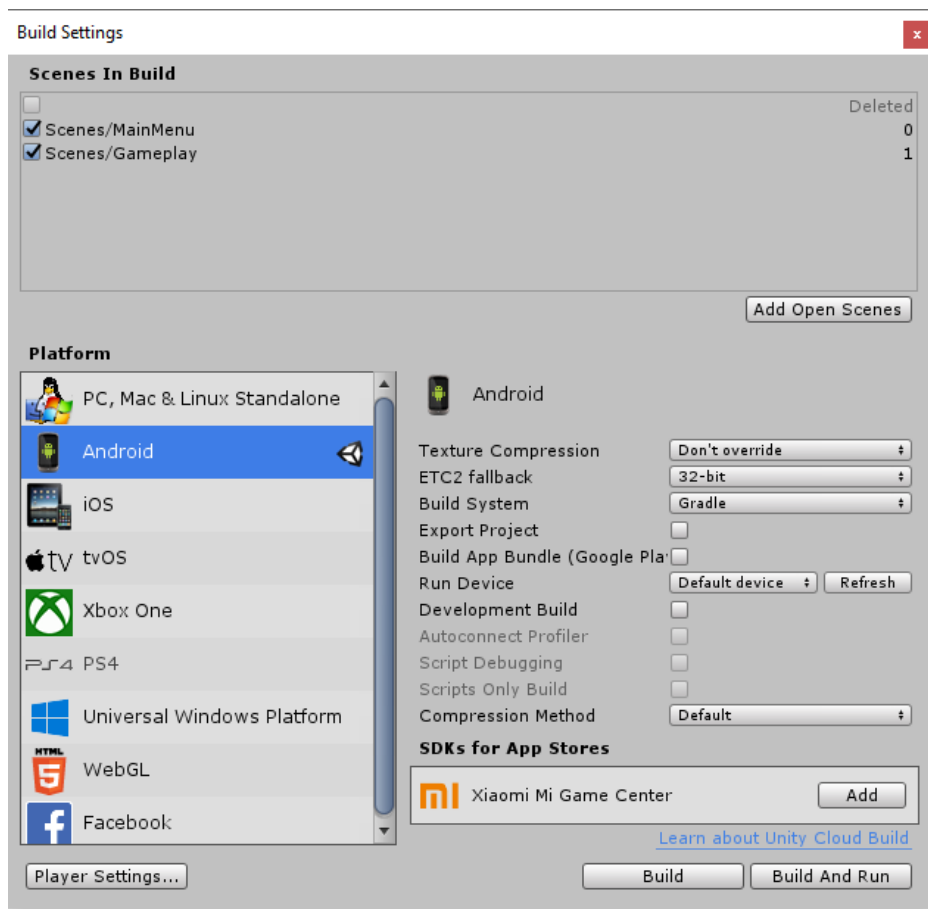 Build Settings
x
Scenes In Build
Deleted
Scenes/MainMenu 0
Scenes/Gameplay 1
Add Open Scenes
Platform
PC, Mac & Linux Standalone
Android
iOS
tv tvOS
Xbox One
PS4 PS4
Universal Windows Platform
HTML
5 WebGL
f Facebook
Android
Texture Compression Don't override
ETC2 fallback 32-bit
Build System Gradle
Export Project
Build App Bundle (Google Pla
Run Device Default device Refresh
Development Build
Autoconnect Profiler
Script Debugging
Scripts Only Build
Compression Method Default
SDKs for App Stores
mi Xiaomi Mi Game Center Add
Learn about Unity Cloud Build
Player Settings... Build Build And Run